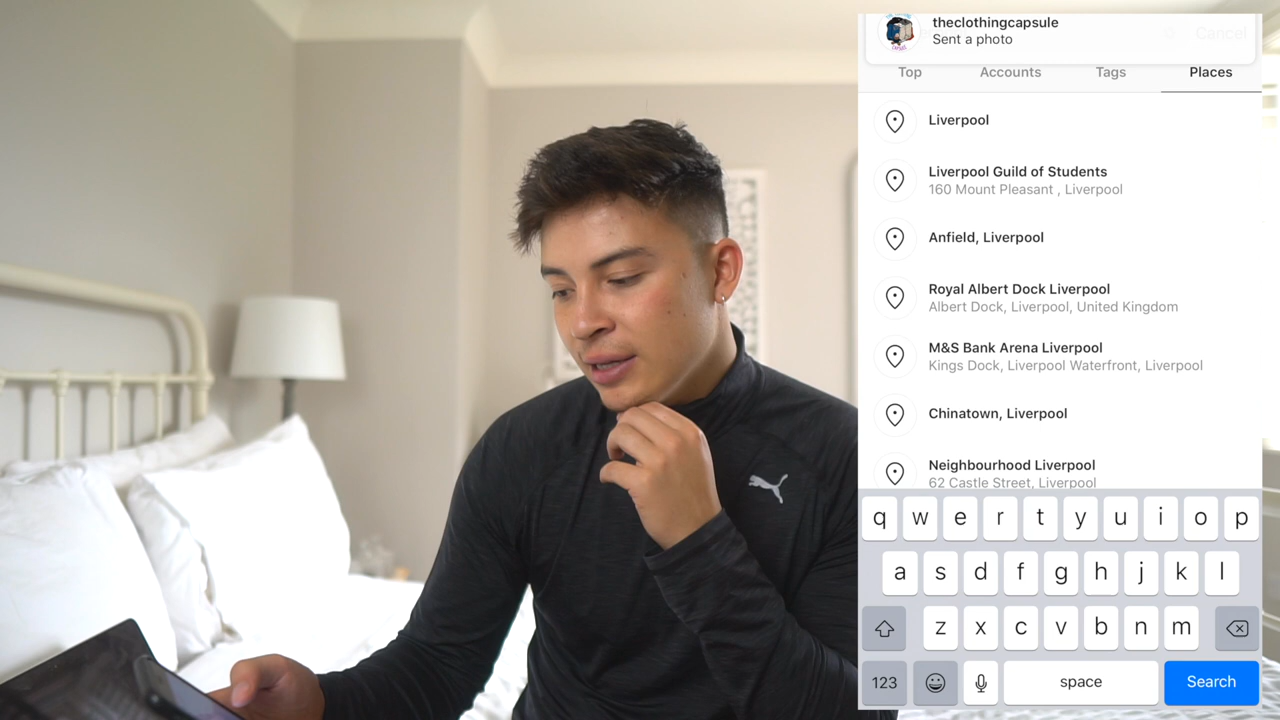 theclothingcapsule
Sent a photo
Cancel
Top Accounts Tags Places
Liverpool
Liverpool Guild of Students
160 Mount Pleasant , Liverpool
Anfield, Liverpool
Royal Albert Dock Liverpool
Albert Dock, Liverpool, United Kingdom
M&S Bank Arena Liverpool
Kings Dock, Liverpool Waterfront, Liverpool
Chinatown, Liverpool
Neighbourhood Liverpool
62 Castle Street, Liverpool
q w e r t y u i o p
a s d f g h j k l
z x c v b n m
123 space Search